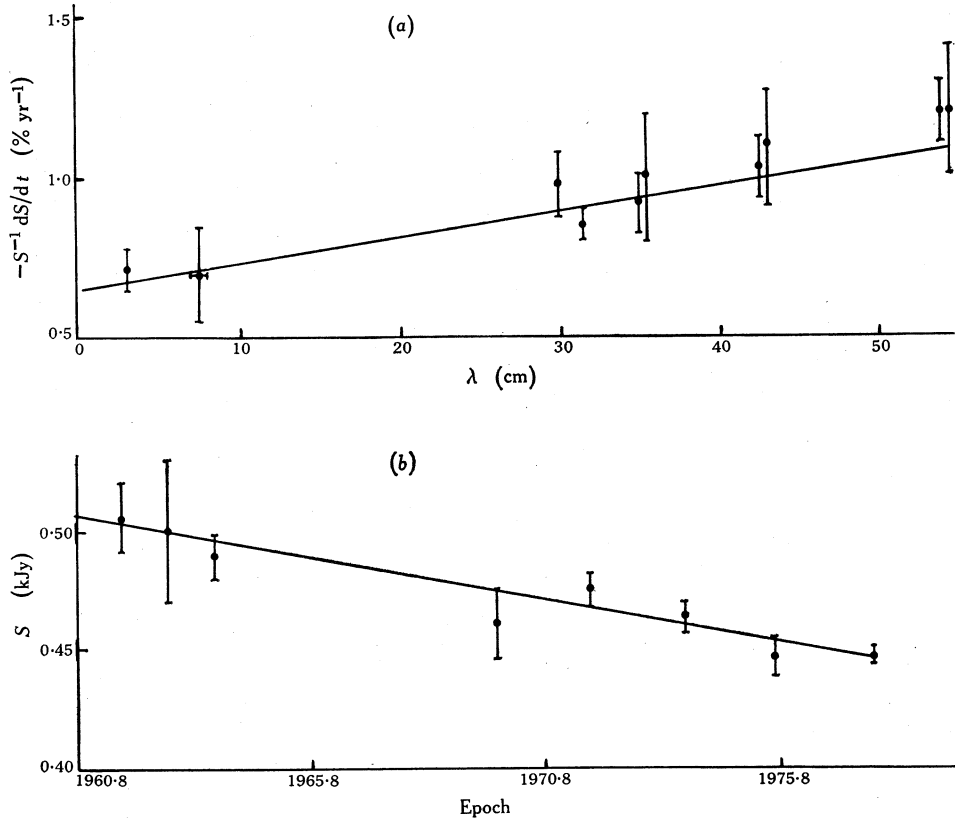 (a)
1·5
1·0
0·5
−S⁻¹ dS/dt (% yr⁻¹)
0 10 20 30 40 50
λ (cm)
(b)
0·50
0·45
0·40
S (kJy)
1960·8 1965·8 1970·8 1975·8
Epoch